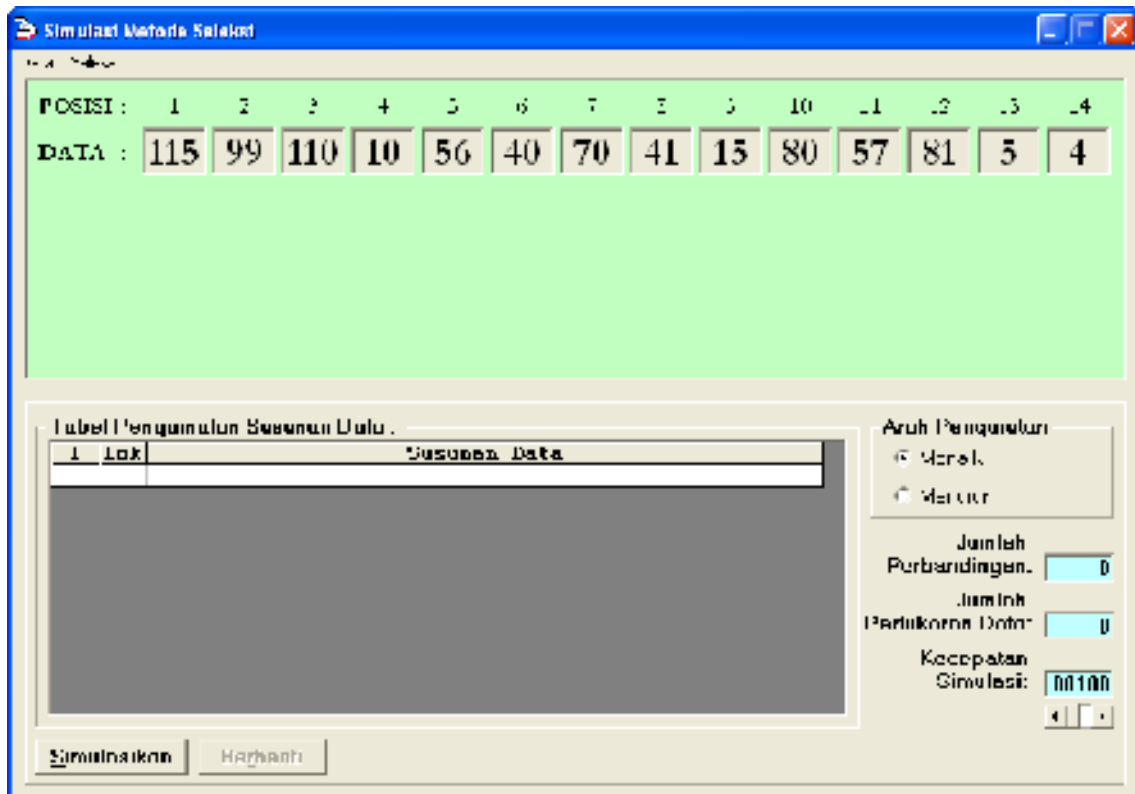 Simulasi Metode Seleksi
POSISI : 1 2 3 4 5 6 7 8 9 10 11 12 13 14
DATA : 115 99 110 10 56 40 70 41 15 80 57 81 5 4
Tabel Pengamatan Susunan Data :
I Lok Susunan Data
Arah Pengurutan
Menaik
Menurun
Jumlah
Perbandingan:
0
Jumlah
Pertukaran Data:
0
Kecepatan
Simulasi:
00100
Simulasikan Berhenti